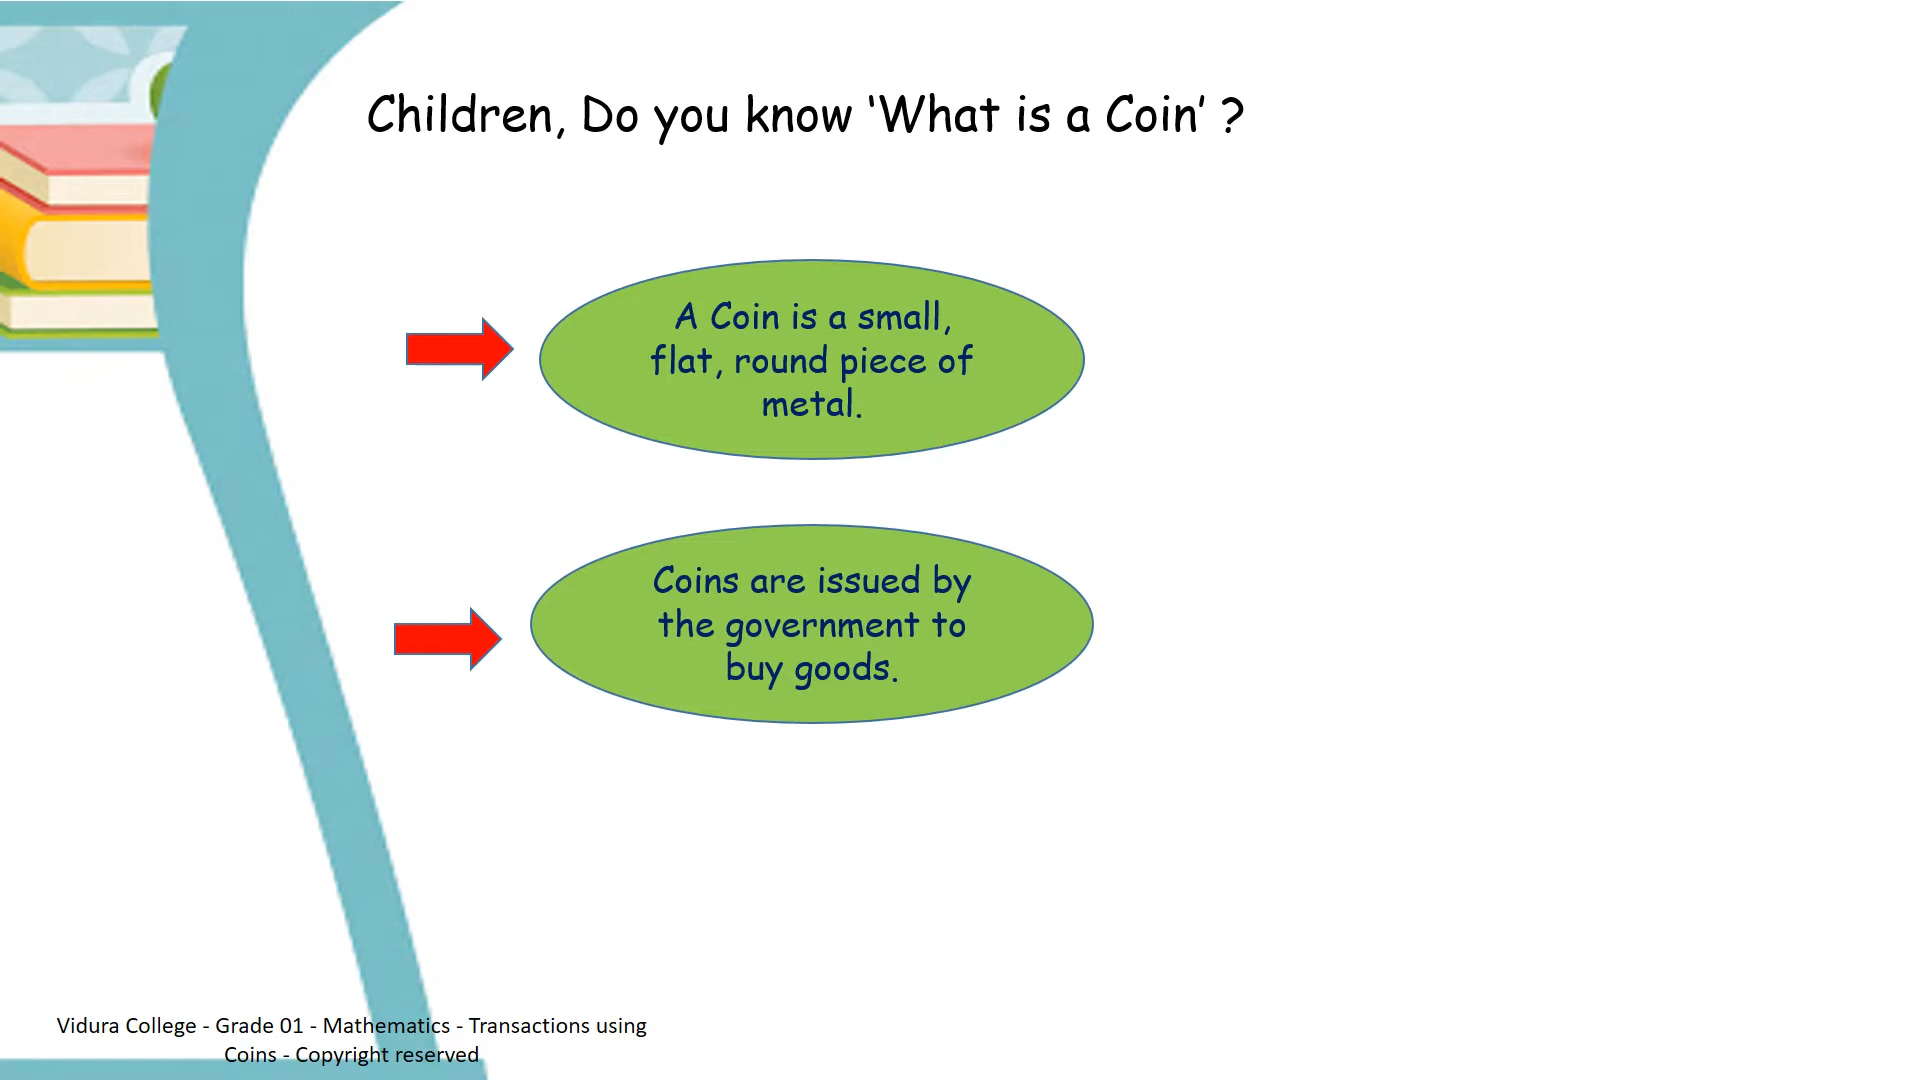 Children, Do you know ‘What is a Coin’ ?
A Coin is a small,
flat, round piece of
metal.
Coins are issued by
the government to
buy goods.
Vidura College - Grade 01 - Mathematics - Transactions using
Coins - Copyright reserved